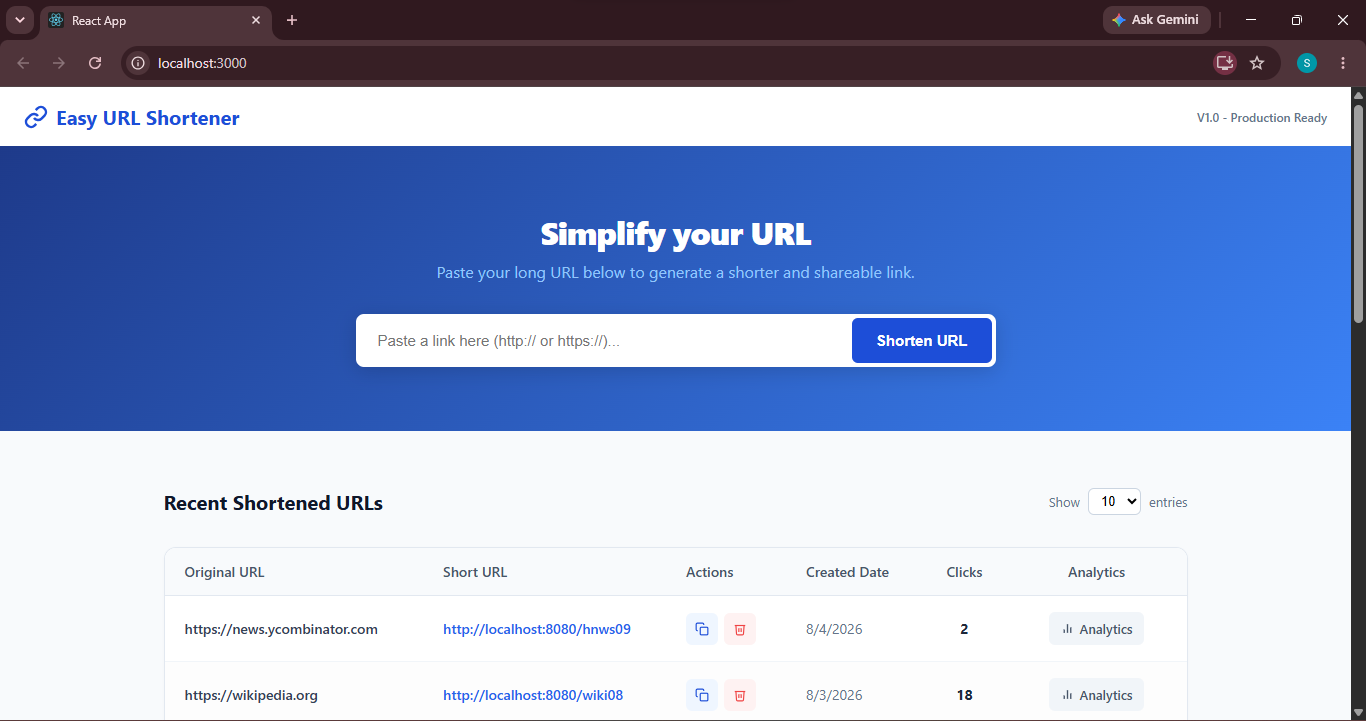 React App
Ask Gemini
localhost:3000
S
Easy URL Shortener
V1.0 - Production Ready
Simplify your URL
Paste your long URL below to generate a shorter and shareable link.
Paste a link here (http:// or https://)...
Shorten URL
Recent Shortened URLs
Show 10 entries
Original URL Short URL Actions Created Date Clicks Analytics
https://news.ycombinator.com http://localhost:8080/hnws09 8/4/2026 2 Analytics
https://wikipedia.org http://localhost:8080/wiki08 8/3/2026 18 Analytics